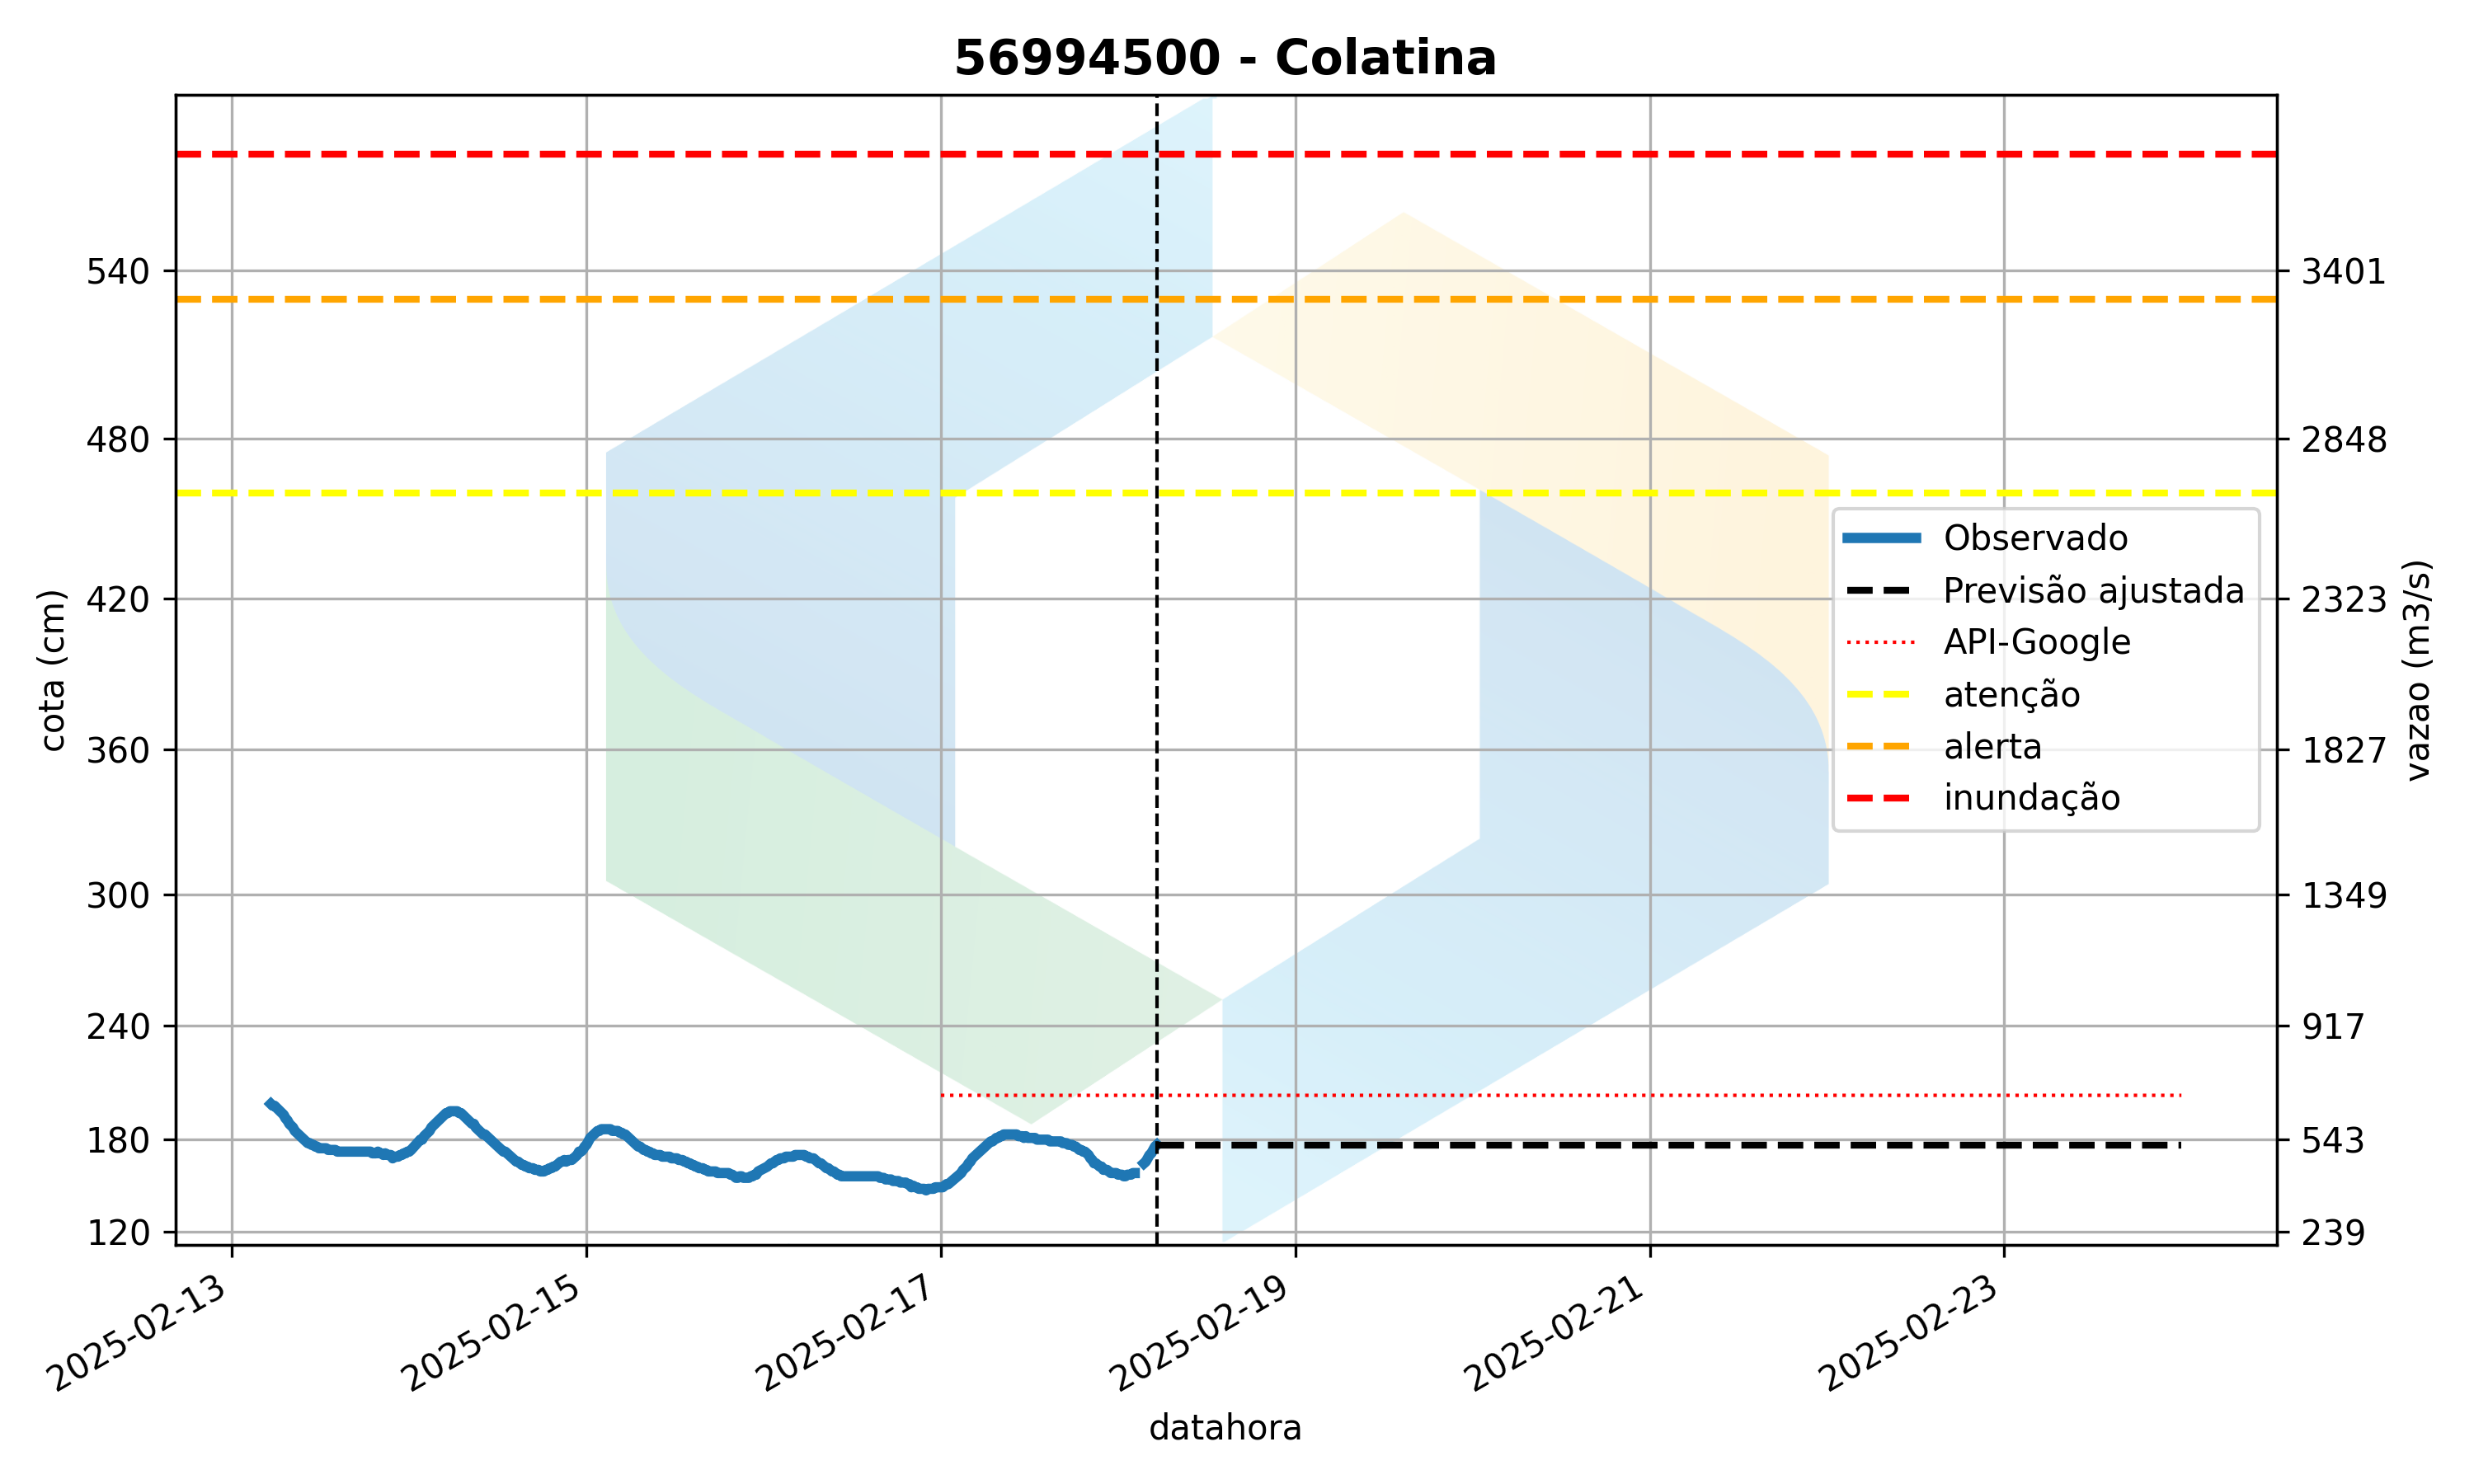 56994500 - Colatina
540
480
420
360
300
240
180
120
cota (cm)
3401
2848
2323
1827
1349
917
543
239
vazao (m3/s)
Observado
Previsão ajustada
API-Google
atenção
alerta
inundação
2025-02-13
2025-02-15
2025-02-17
2025-02-19
2025-02-21
2025-02-23
datahora